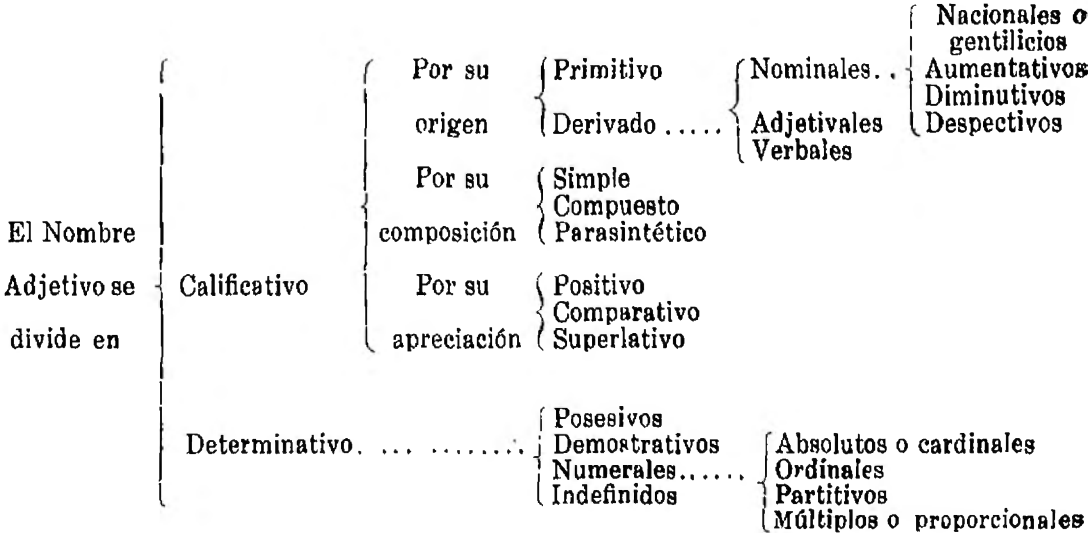 El Nombre
Adjetivo se
divide en
Calificativo
Por su
origen
Primitivo
Derivado .....
Nominales..
Nacionales o
gentilicios
Aumentativos
Diminutivos
Despectivos
Adjetivales
Verbales
Por su
composición
Simple
Compuesto
Parasintético
Por su
apreciación
Positivo
Comparativo
Superlativo
Determinativo. ... ........
Posesivos
Demostrativos
Numerales......
Indefinidos
Absolutos o cardinales
Ordinales
Partitivos
Múltiplos o proporcionales